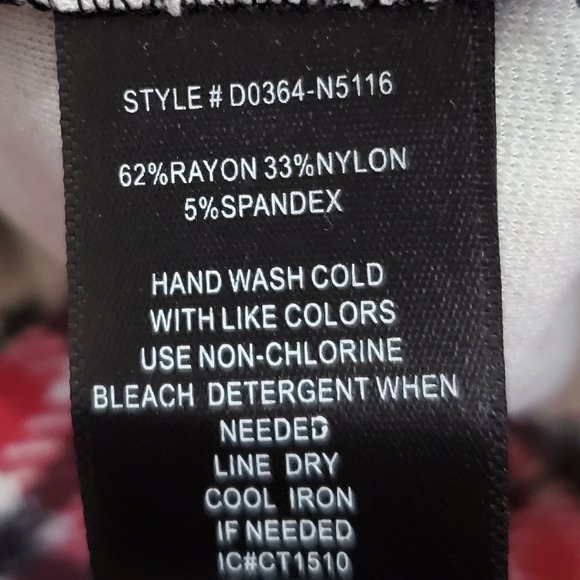 STYLE # D0364-N5116
62%RAYON 33%NYLON
5%SPANDEX
HAND WASH COLD
WITH LIKE COLORS
USE NON-CHLORINE
BLEACH DETERGENT WHEN
NEEDED
LINE DRY
COOL IRON
IF NEEDED
IC#CT1510